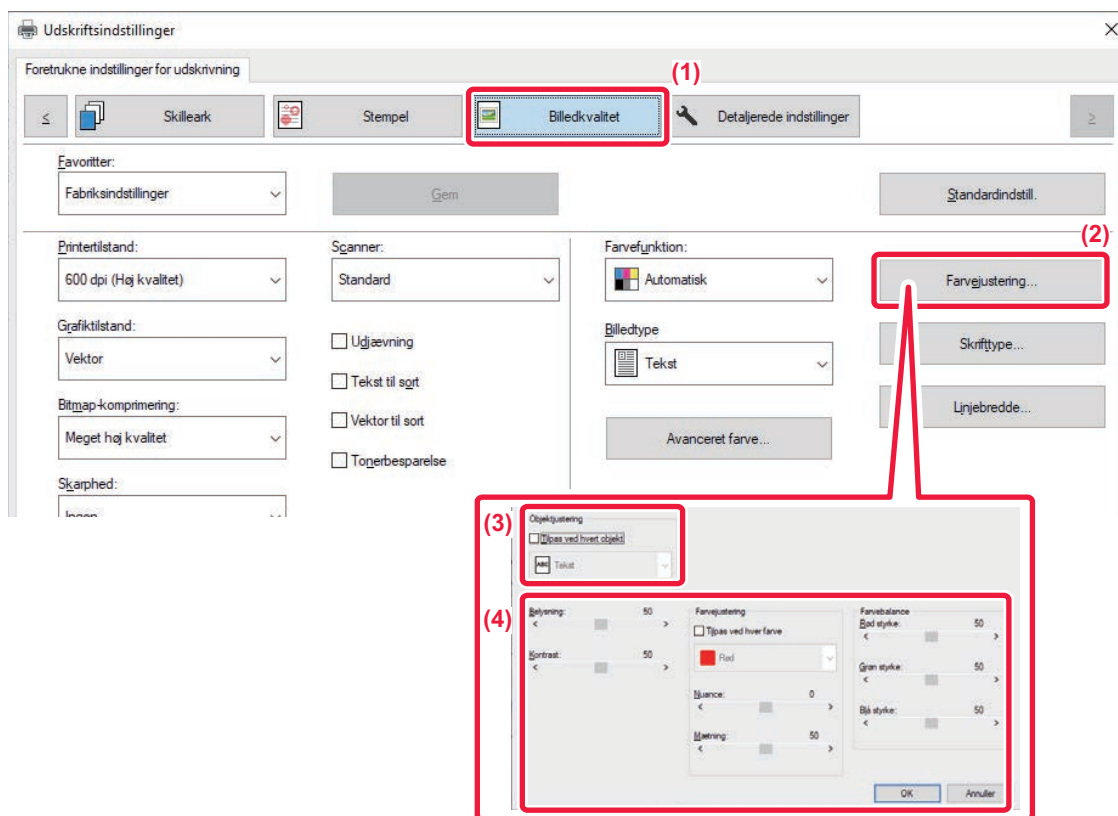 Udskriftsindstillinger
Foretrukne indstillinger for udskrivning
(1)
< Skilleark Stempel Billedkvalitet Detaljerede indstillinger >
Favoritter:
Fabriksindstillinger Gem Standardindstill.
(2)
Printertilstand: Scanner: Farvefunktion:
600 dpi (Høj kvalitet) Standard Automatisk Farvejustering...
Grafiktilstand: Udjævning Billedtype
Vektor Tekst Skrifttype...
Tekst til sort
Bitmap-komprimering: Vektor til sort Linjebredde...
Meget høj kvalitet Avanceret farve...
Tonerbesparelse
Skarphed:
Ingen
(3) Objektjustering
Tilpas ved hvert objekt
ABC Tekst
(4) Belysning: 50 Farvejustering Farvebalance
< > Tilpas ved hver farve Rød styrke: 50
< >
Kontrast: 50 Rød Grøn styrke: 50
< > < >
Nuance: 0 Blå styrke: 50
< > < >
Mætning: 50
< >
OK Annuller